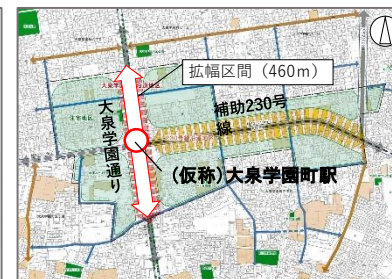 拡幅区間（460m）
補助230号
線
大泉学園通り
(仮称)大泉学園町駅